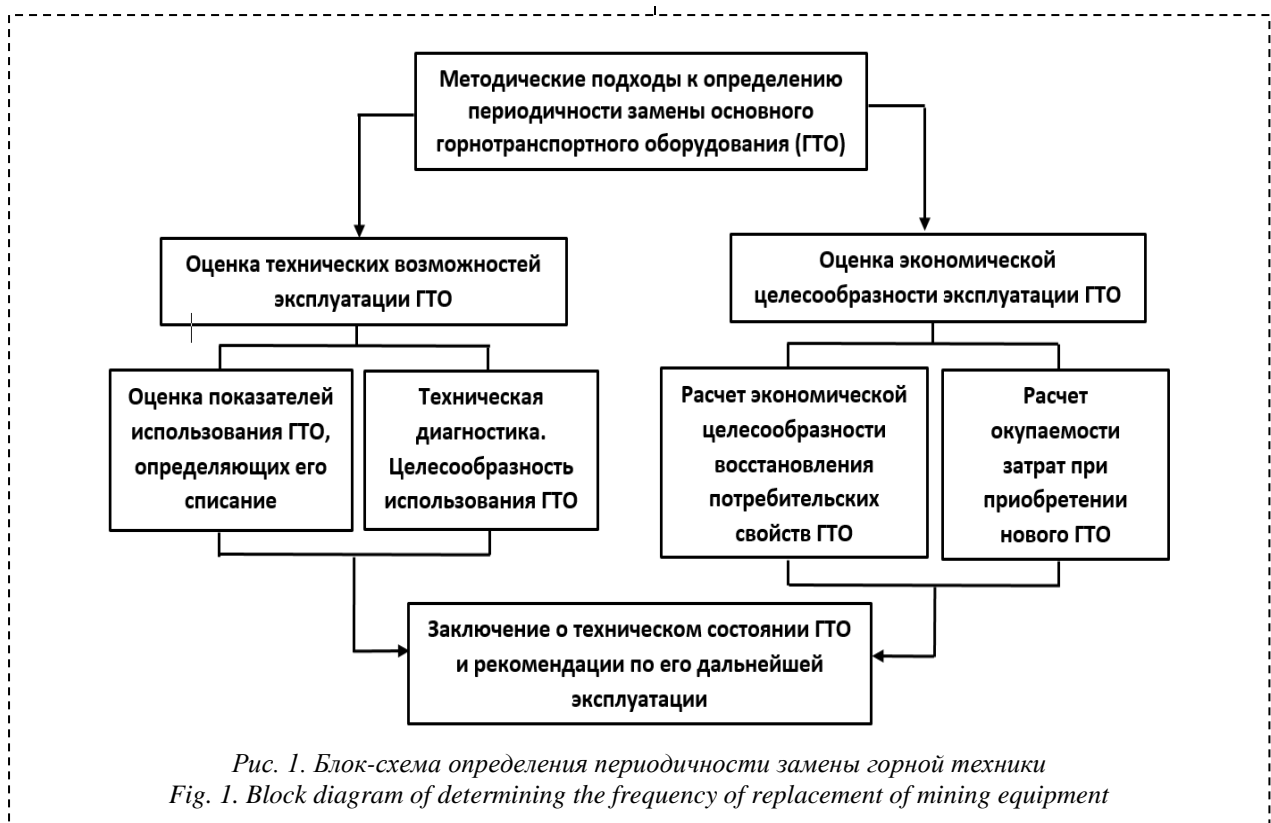 Методические подходы к определению
периодичности замены основного
горнотранспортного оборудования (ГТО)
Оценка технических возможностей
эксплуатации ГТО
Оценка экономической
целесообразности эксплуатации ГТО
Оценка показателей
использования ГТО,
определяющих его
списание
Техническая
диагностика.
Целесообразность
использования ГТО
Расчет экономической
целесообразности
восстановления
потребительских
свойств ГТО
Расчет
окупаемости
затрат при
приобретении
нового ГТО
Заключение о техническом состоянии ГТО
и рекомендации по его дальнейшей
эксплуатации
Рис. 1. Блок-схема определения периодичности замены горной техники
Fig. 1. Block diagram of determining the frequency of replacement of mining equipment